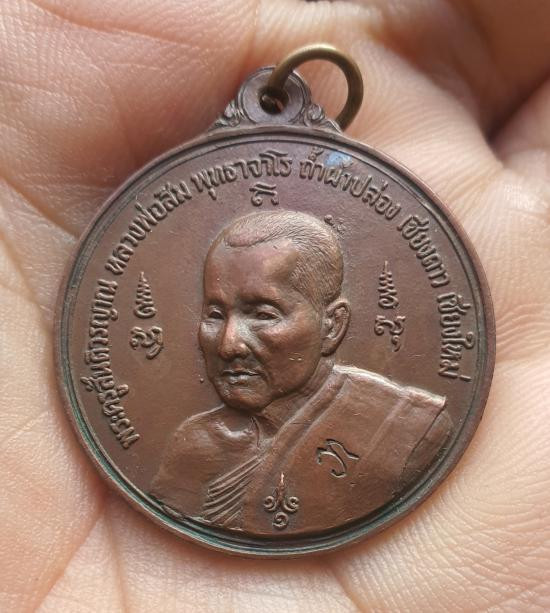 พระครูสันติวรญาณ หลวงพ่อสิม พุทธาจาโร ถ้ำผาปล่อง เชียงดาว เชียงใหม่